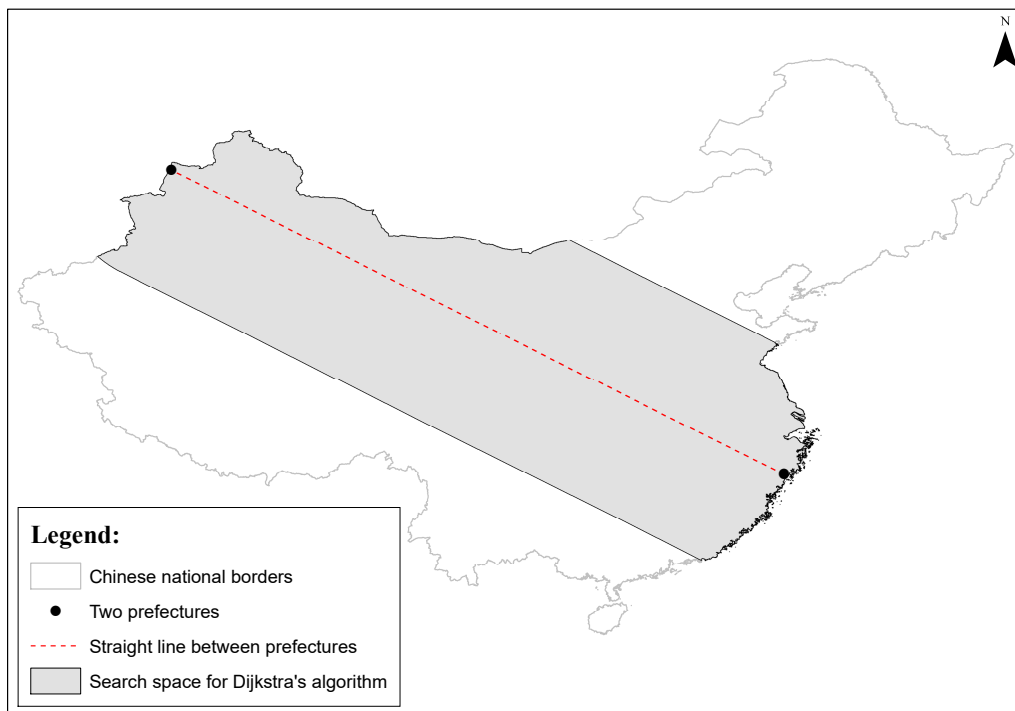 N
Legend:
Chinese national borders
Two prefectures
Straight line between prefectures
Search space for Dijkstra's algorithm